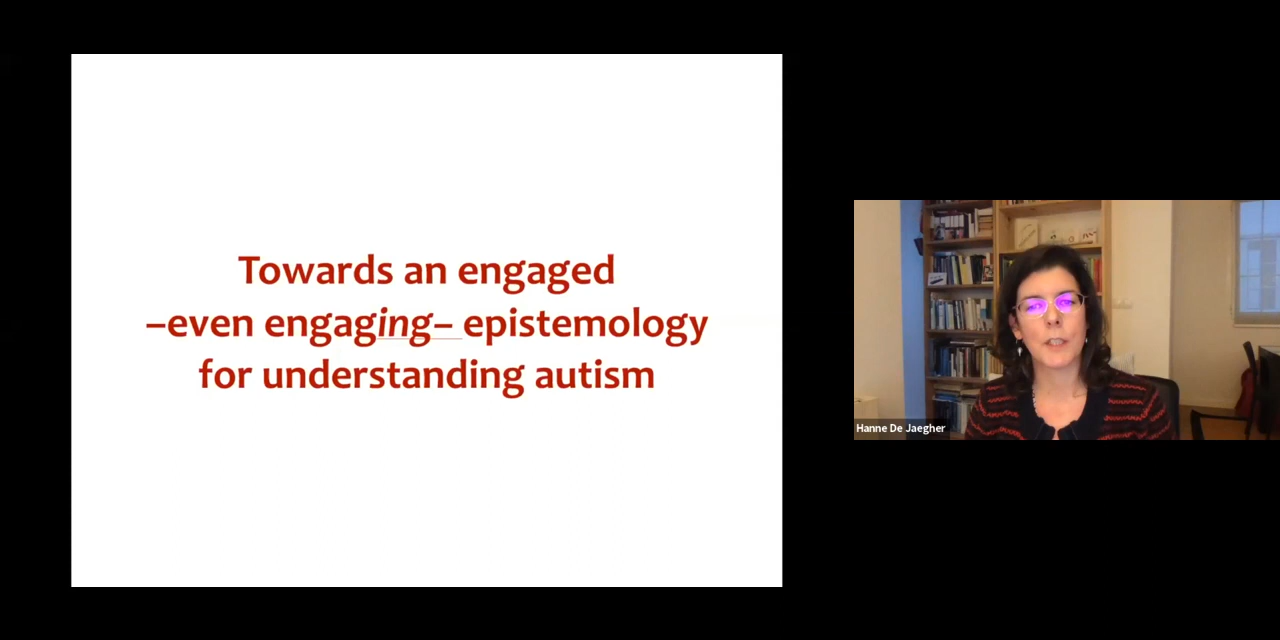 Towards an engaged
–even engaging– epistemology
for understanding autism
Hanne De Jaegher